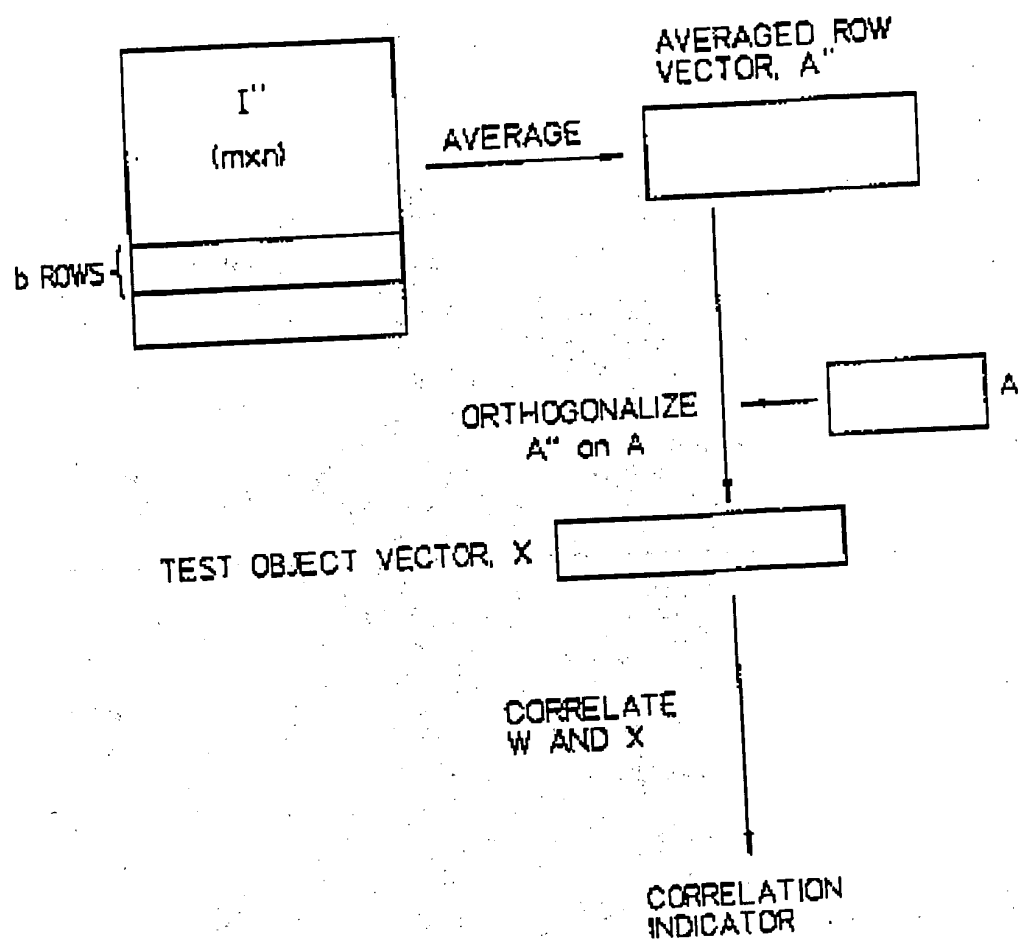 AVERAGED ROW
VECTOR, A"
I''
(mxn)
AVERAGE
b ROWS
A
ORTHOGONALIZE
A" on A
TEST OBJECT VECTOR, X
CORRELATE
W AND X
CORRELATION
INDICATOR